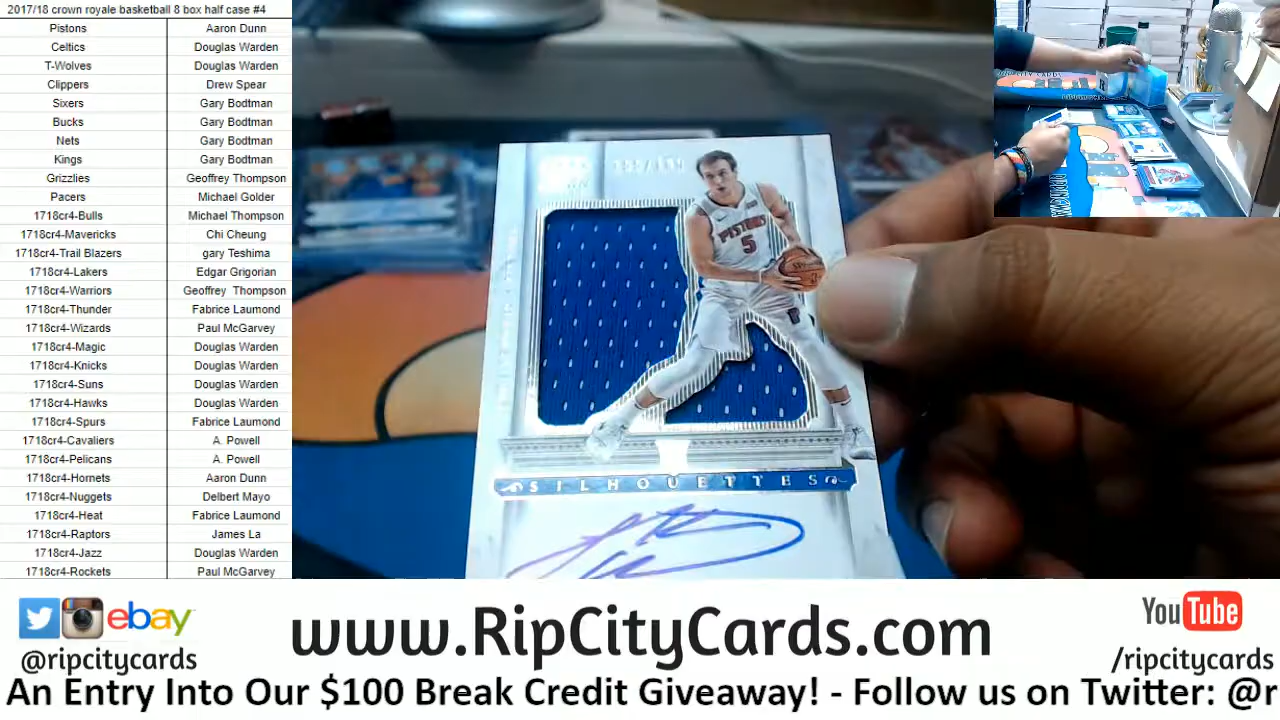 2017/18 crown royale basketball 8 box half case #4
Pistons Aaron Dunn
Celtics Douglas Warden
T-Wolves Douglas Warden
Clippers Drew Spear
Sixers Gary Bodtman
Bucks Gary Bodtman
Nets Gary Bodtman
Kings Gary Bodtman
Grizzlies Geoffrey Thompson
Pacers Michael Golder
1718cr4-Bulls Michael Thompson
1718cr4-Mavericks Chi Cheung
1718cr4-Trail Blazers gary Teshima
1718cr4-Lakers Edgar Grigorian
1718cr4-Warriors Geoffrey Thompson
1718cr4-Thunder Fabrice Laumond
1718cr4-Wizards Paul McGarvey
1718cr4-Magic Douglas Warden
1718cr4-Knicks Douglas Warden
1718cr4-Suns Douglas Warden
1718cr4-Hawks Douglas Warden
1718cr4-Spurs Fabrice Laumond
1718cr4-Cavaliers A. Powell
1718cr4-Pelicans A. Powell
1718cr4-Hornets Aaron Dunn
1718cr4-Nuggets Delbert Mayo
1718cr4-Heat Fabrice Laumond
1718cr4-Raptors James La
1718cr4-Jazz Douglas Warden
1718cr4-Rockets Paul McGarvey
PISTONS
5
SILHOUETTES
ebay
@ripcitycards
www.RipCityCards.com
YouTube
/ripcitycards
An Entry Into Our $100 Break Credit Giveaway! - Follow us on Twitter: @r